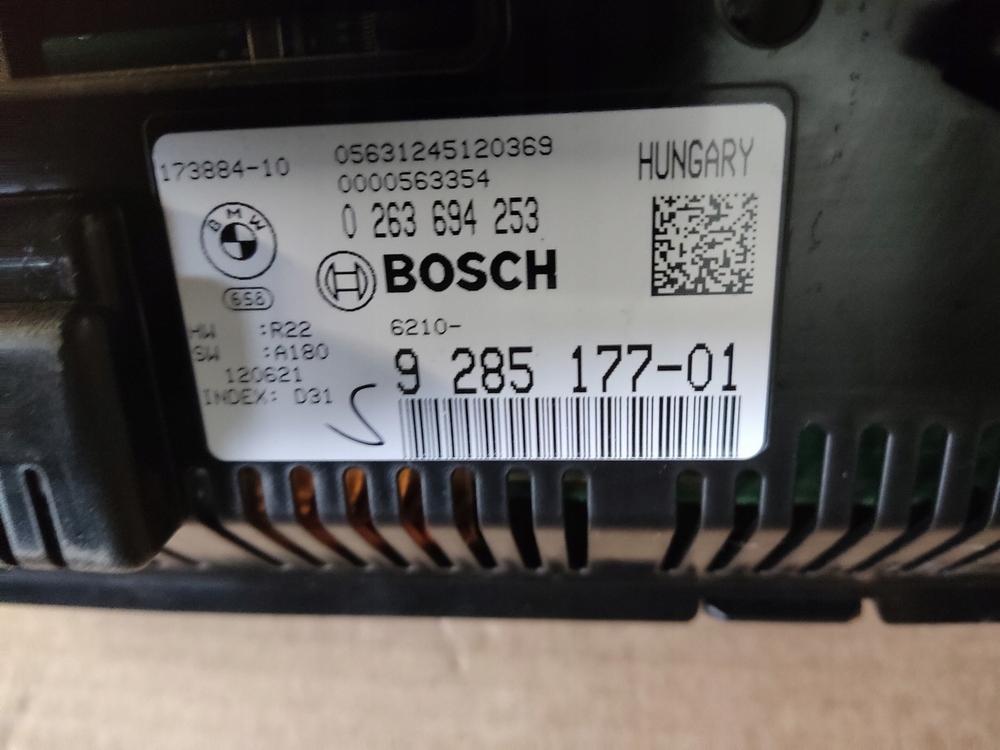 173884-10
05631245120369
0000563354
HUNGARY
0 263 694 253
BMW
BOSCH
658
HW :R22
SW :A180
120621
INDEX: D31
6210-
9 285 177-01